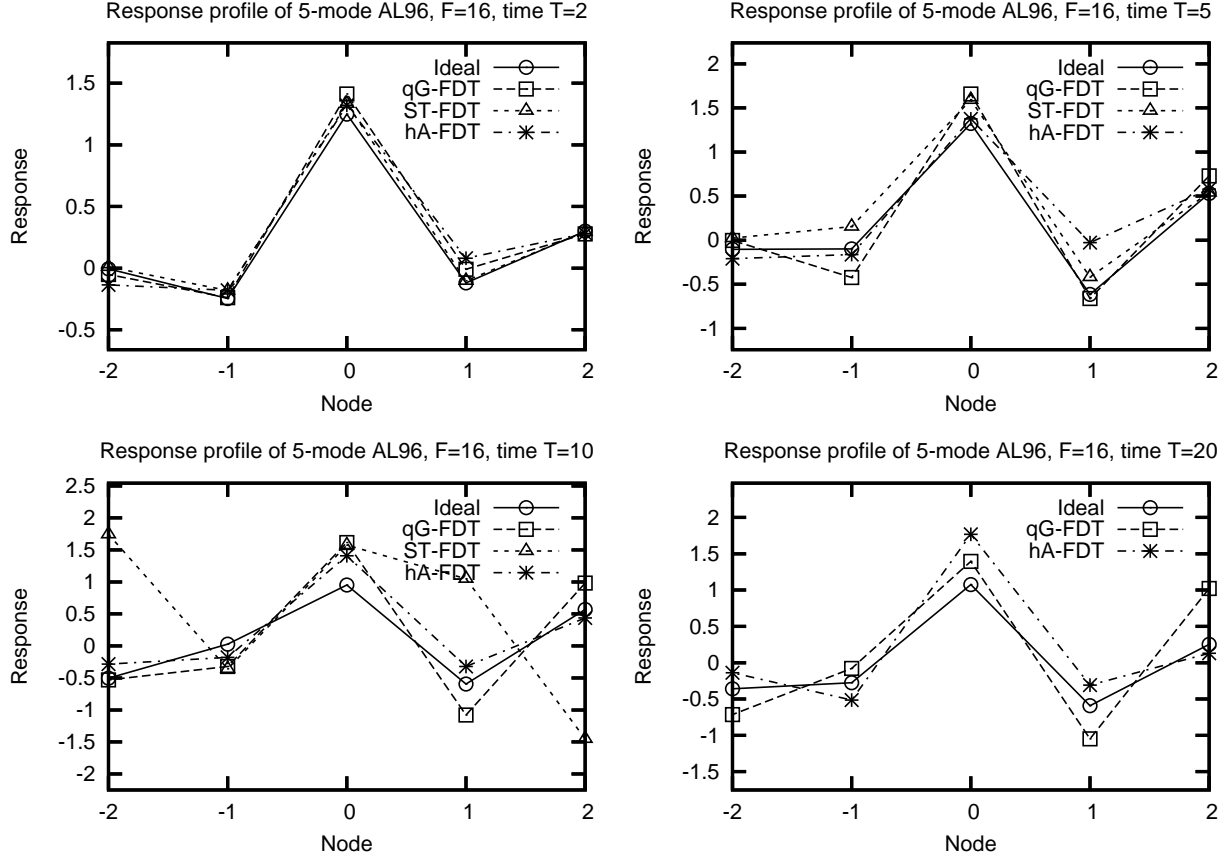 Response profile of 5-mode AL96, F=16, time T=2
Response
1.5
1
0.5
0
-0.5
-2
-1
0
1
2
Node
Ideal
qG-FDT
ST-FDT
hA-FDT
Response profile of 5-mode AL96, F=16, time T=5
Response
2
1.5
1
0.5
0
-0.5
-1
-2
-1
0
1
2
Node
Ideal
qG-FDT
ST-FDT
hA-FDT
Response profile of 5-mode AL96, F=16, time T=10
Response
2.5
2
1.5
1
0.5
0
-0.5
-1
-1.5
-2
-2
-1
0
1
2
Node
Ideal
qG-FDT
ST-FDT
hA-FDT
Response profile of 5-mode AL96, F=16, time T=20
Response
2
1.5
1
0.5
0
-0.5
-1
-1.5
-2
-1
0
1
2
Node
Ideal
qG-FDT
hA-FDT